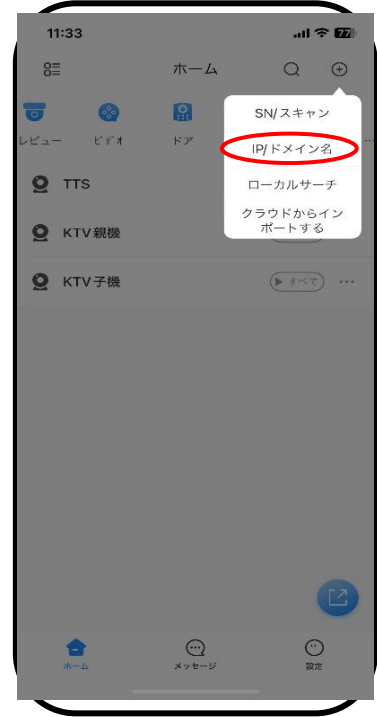 11:33
77
ホーム
SN/スキャン
レビュー
ビデオ
ドア
IP/ドメイン名
TTS
ローカルサーチ
クラウドからイン
ポートする
KTV親機
KTV子機
すべて
ホーム
メッセージ
設定